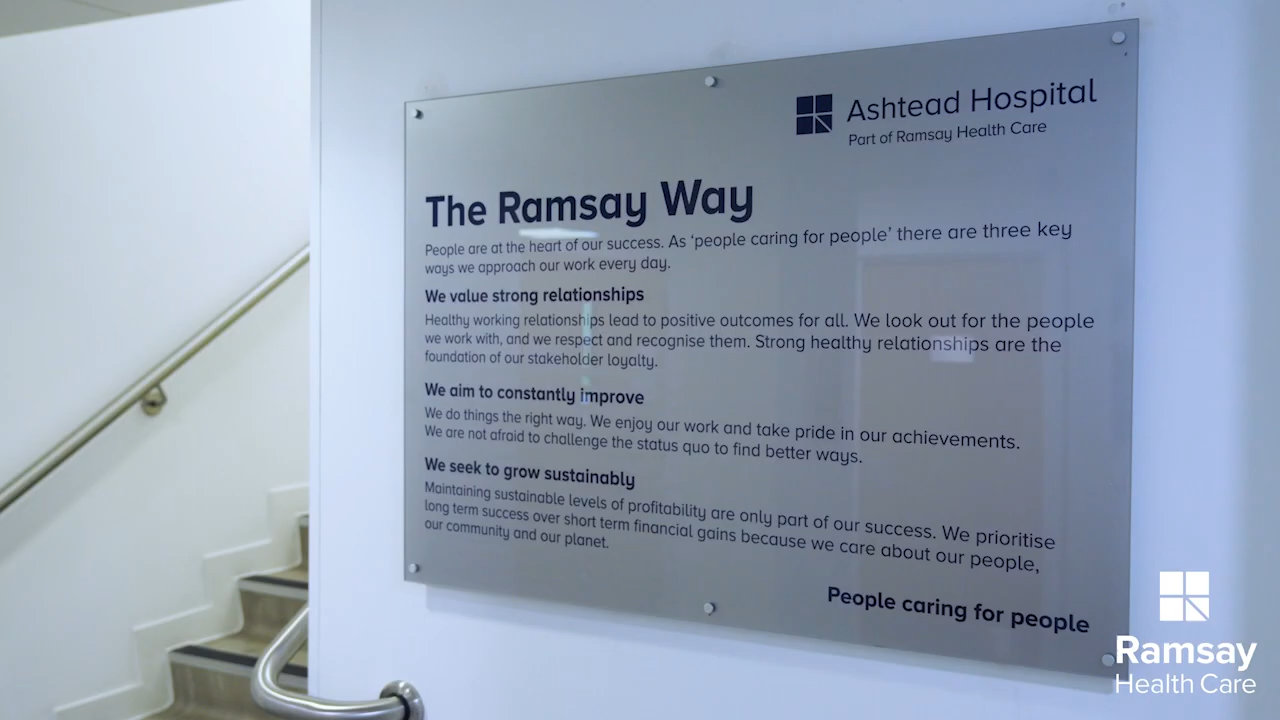 Ashtead Hospital
Part of Ramsay Health Care
The Ramsay Way
People are at the heart of our success. As ‘people caring for people’ there are three key
ways we approach our work every day.
We value strong relationships
Healthy working relationships lead to positive outcomes for all. We look out for the people
we work with, and we respect and recognise them. Strong healthy relationships are the
foundation of our stakeholder loyalty.
We aim to constantly improve
We do things the right way. We enjoy our work and take pride in our achievements.
We are not afraid to challenge the status quo to find better ways.
We seek to grow sustainably
Maintaining sustainable levels of profitability are only part of our success. We prioritise
long term success over short term financial gains because we care about our people,
our community and our planet.
People caring for people
Ramsay
Health Care